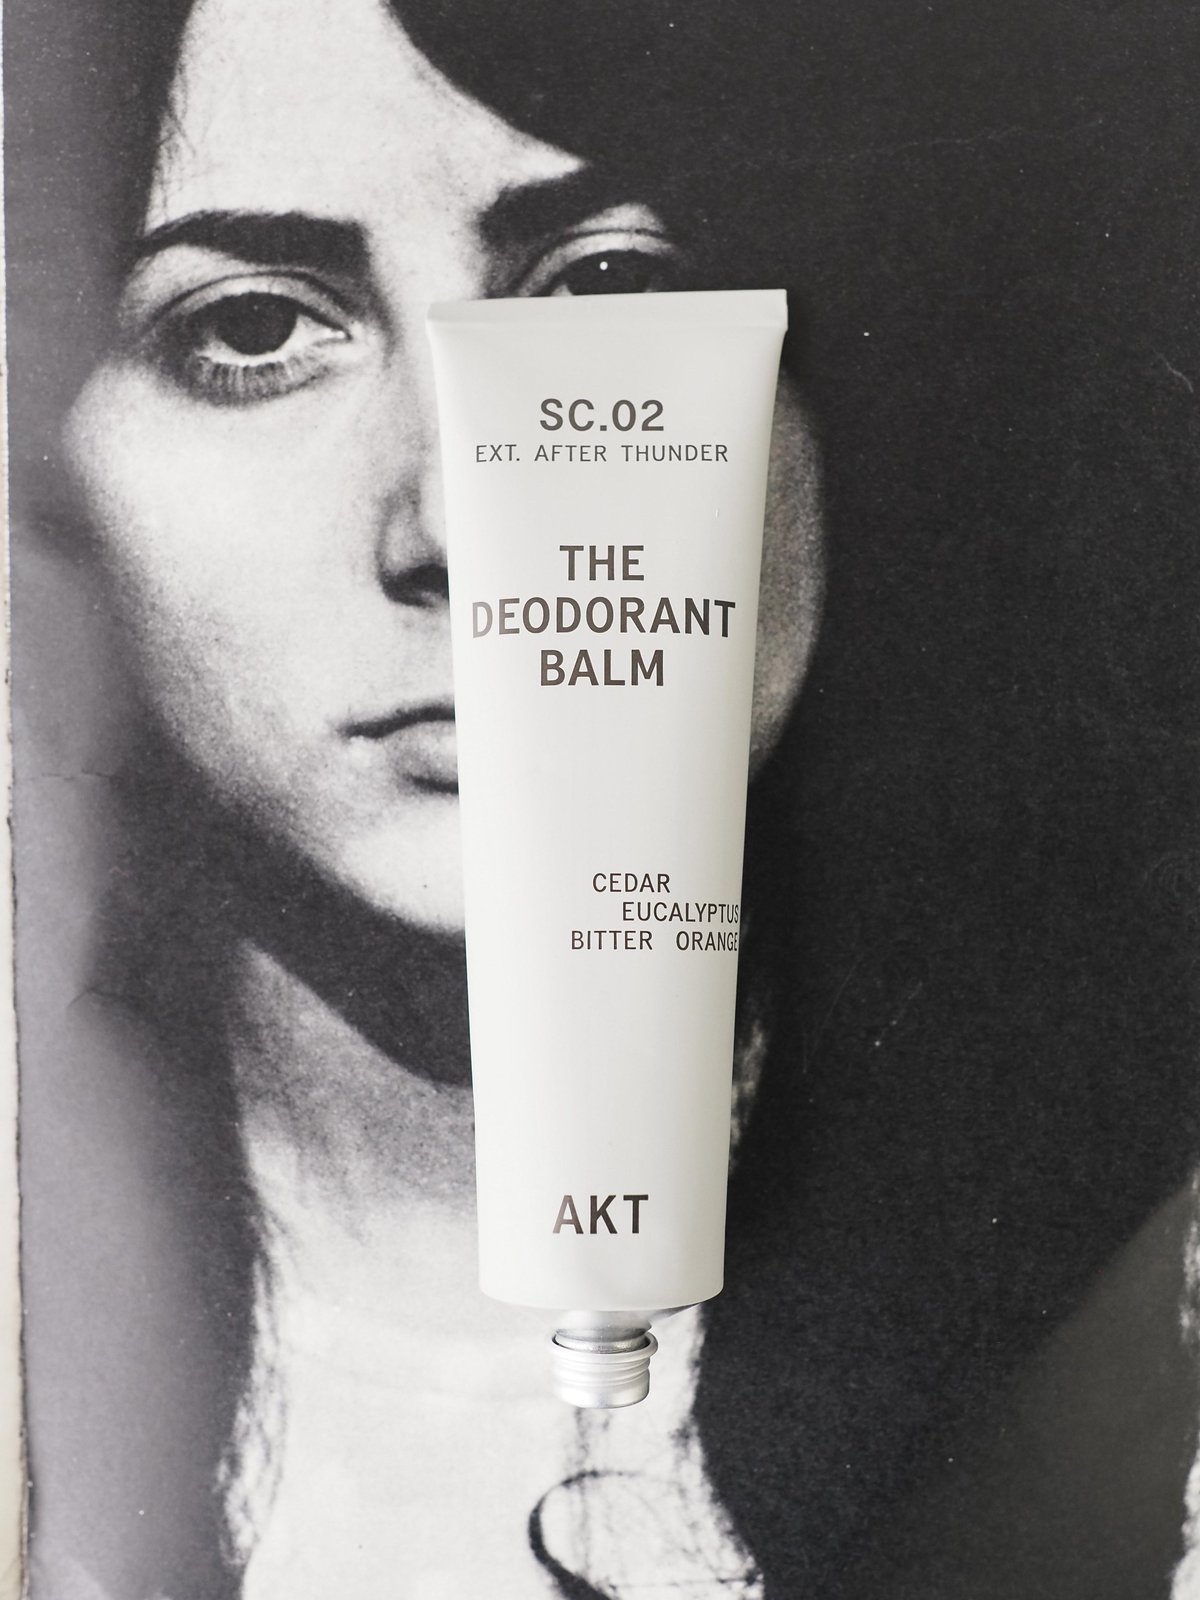 SC.02
EXT. AFTER THUNDER
THE
DEODORANT
BALM
CEDAR
EUCALYPTUS
BITTER ORANGE
AKT